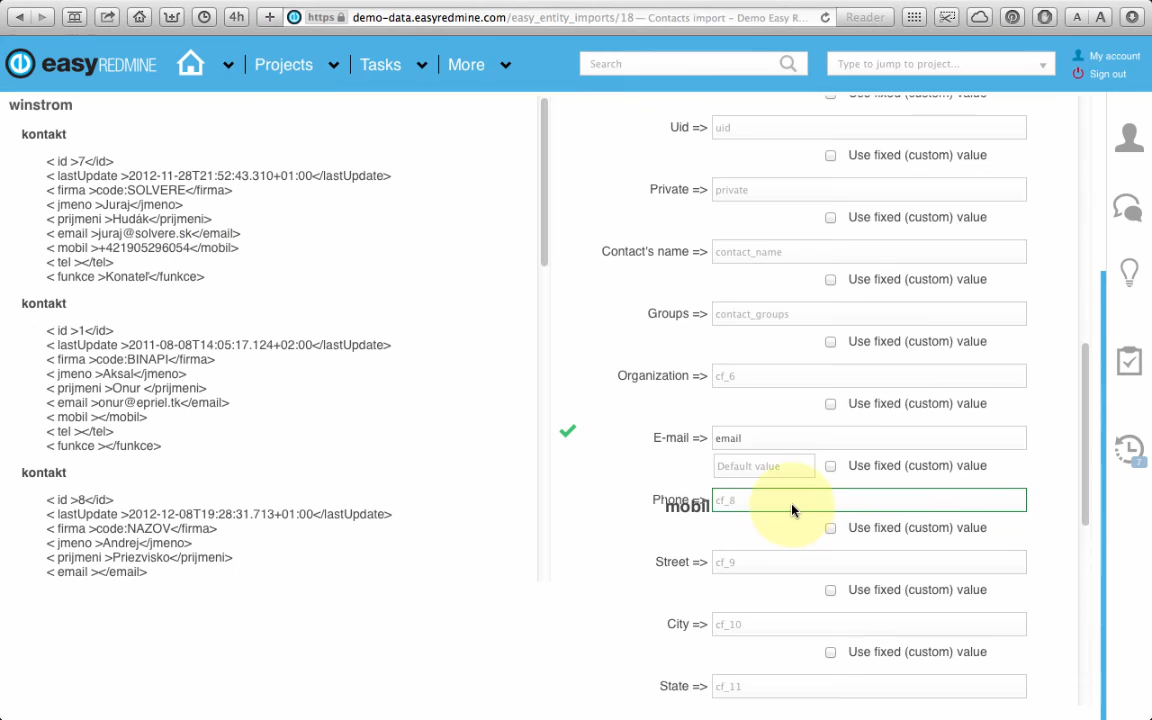 4h
https demo-data.easyredmine.com/easy_entity_imports/18 — Contacts import – Demo Easy R...
Reader
A A
easyREDMINE
Projects
Tasks
More
Search
Type to jump to project...
My account
Sign out
winstrom
kontakt
< id >7</id>
< lastUpdate >2012-11-28T21:52:43.310+01:00</lastUpdate>
< firma >code:SOLVERE</firma>
< jmeno >Juraj</jmeno>
< prijmeni >Hudák</prijmeni>
< email >juraj@solvere.sk</email>
< mobil >+421905296054</mobil>
< tel ></tel>
< funkce >Konateľ</funkce>
kontakt
< id >1</id>
< lastUpdate >2011-08-08T14:05:17.124+02:00</lastUpdate>
< firma >code:BINAPI</firma>
< jmeno >Aksal</jmeno>
< prijmeni >Onur </prijmeni>
< email >onur@epriel.tk</email>
< mobil ></mobil>
< tel ></tel>
< funkce ></funkce>
kontakt
< id >8</id>
< lastUpdate >2012-12-08T19:28:31.713+01:00</lastUpdate>
< firma >code:NAZOV</firma>
< jmeno >Andrej</jmeno>
< prijmeni >Priezvisko</prijmeni>
< email ></email>
Use fixed (custom) value
Uid => uid
Use fixed (custom) value
Private => private
Use fixed (custom) value
Contact's name => contact_name
Use fixed (custom) value
Groups => contact_groups
Use fixed (custom) value
Organization => cf_6
Use fixed (custom) value
E-mail => email
Default value Use fixed (custom) value
Phone => cf_8
mobil
Use fixed (custom) value
Street => cf_9
Use fixed (custom) value
City => cf_10
Use fixed (custom) value
State => cf_11
7